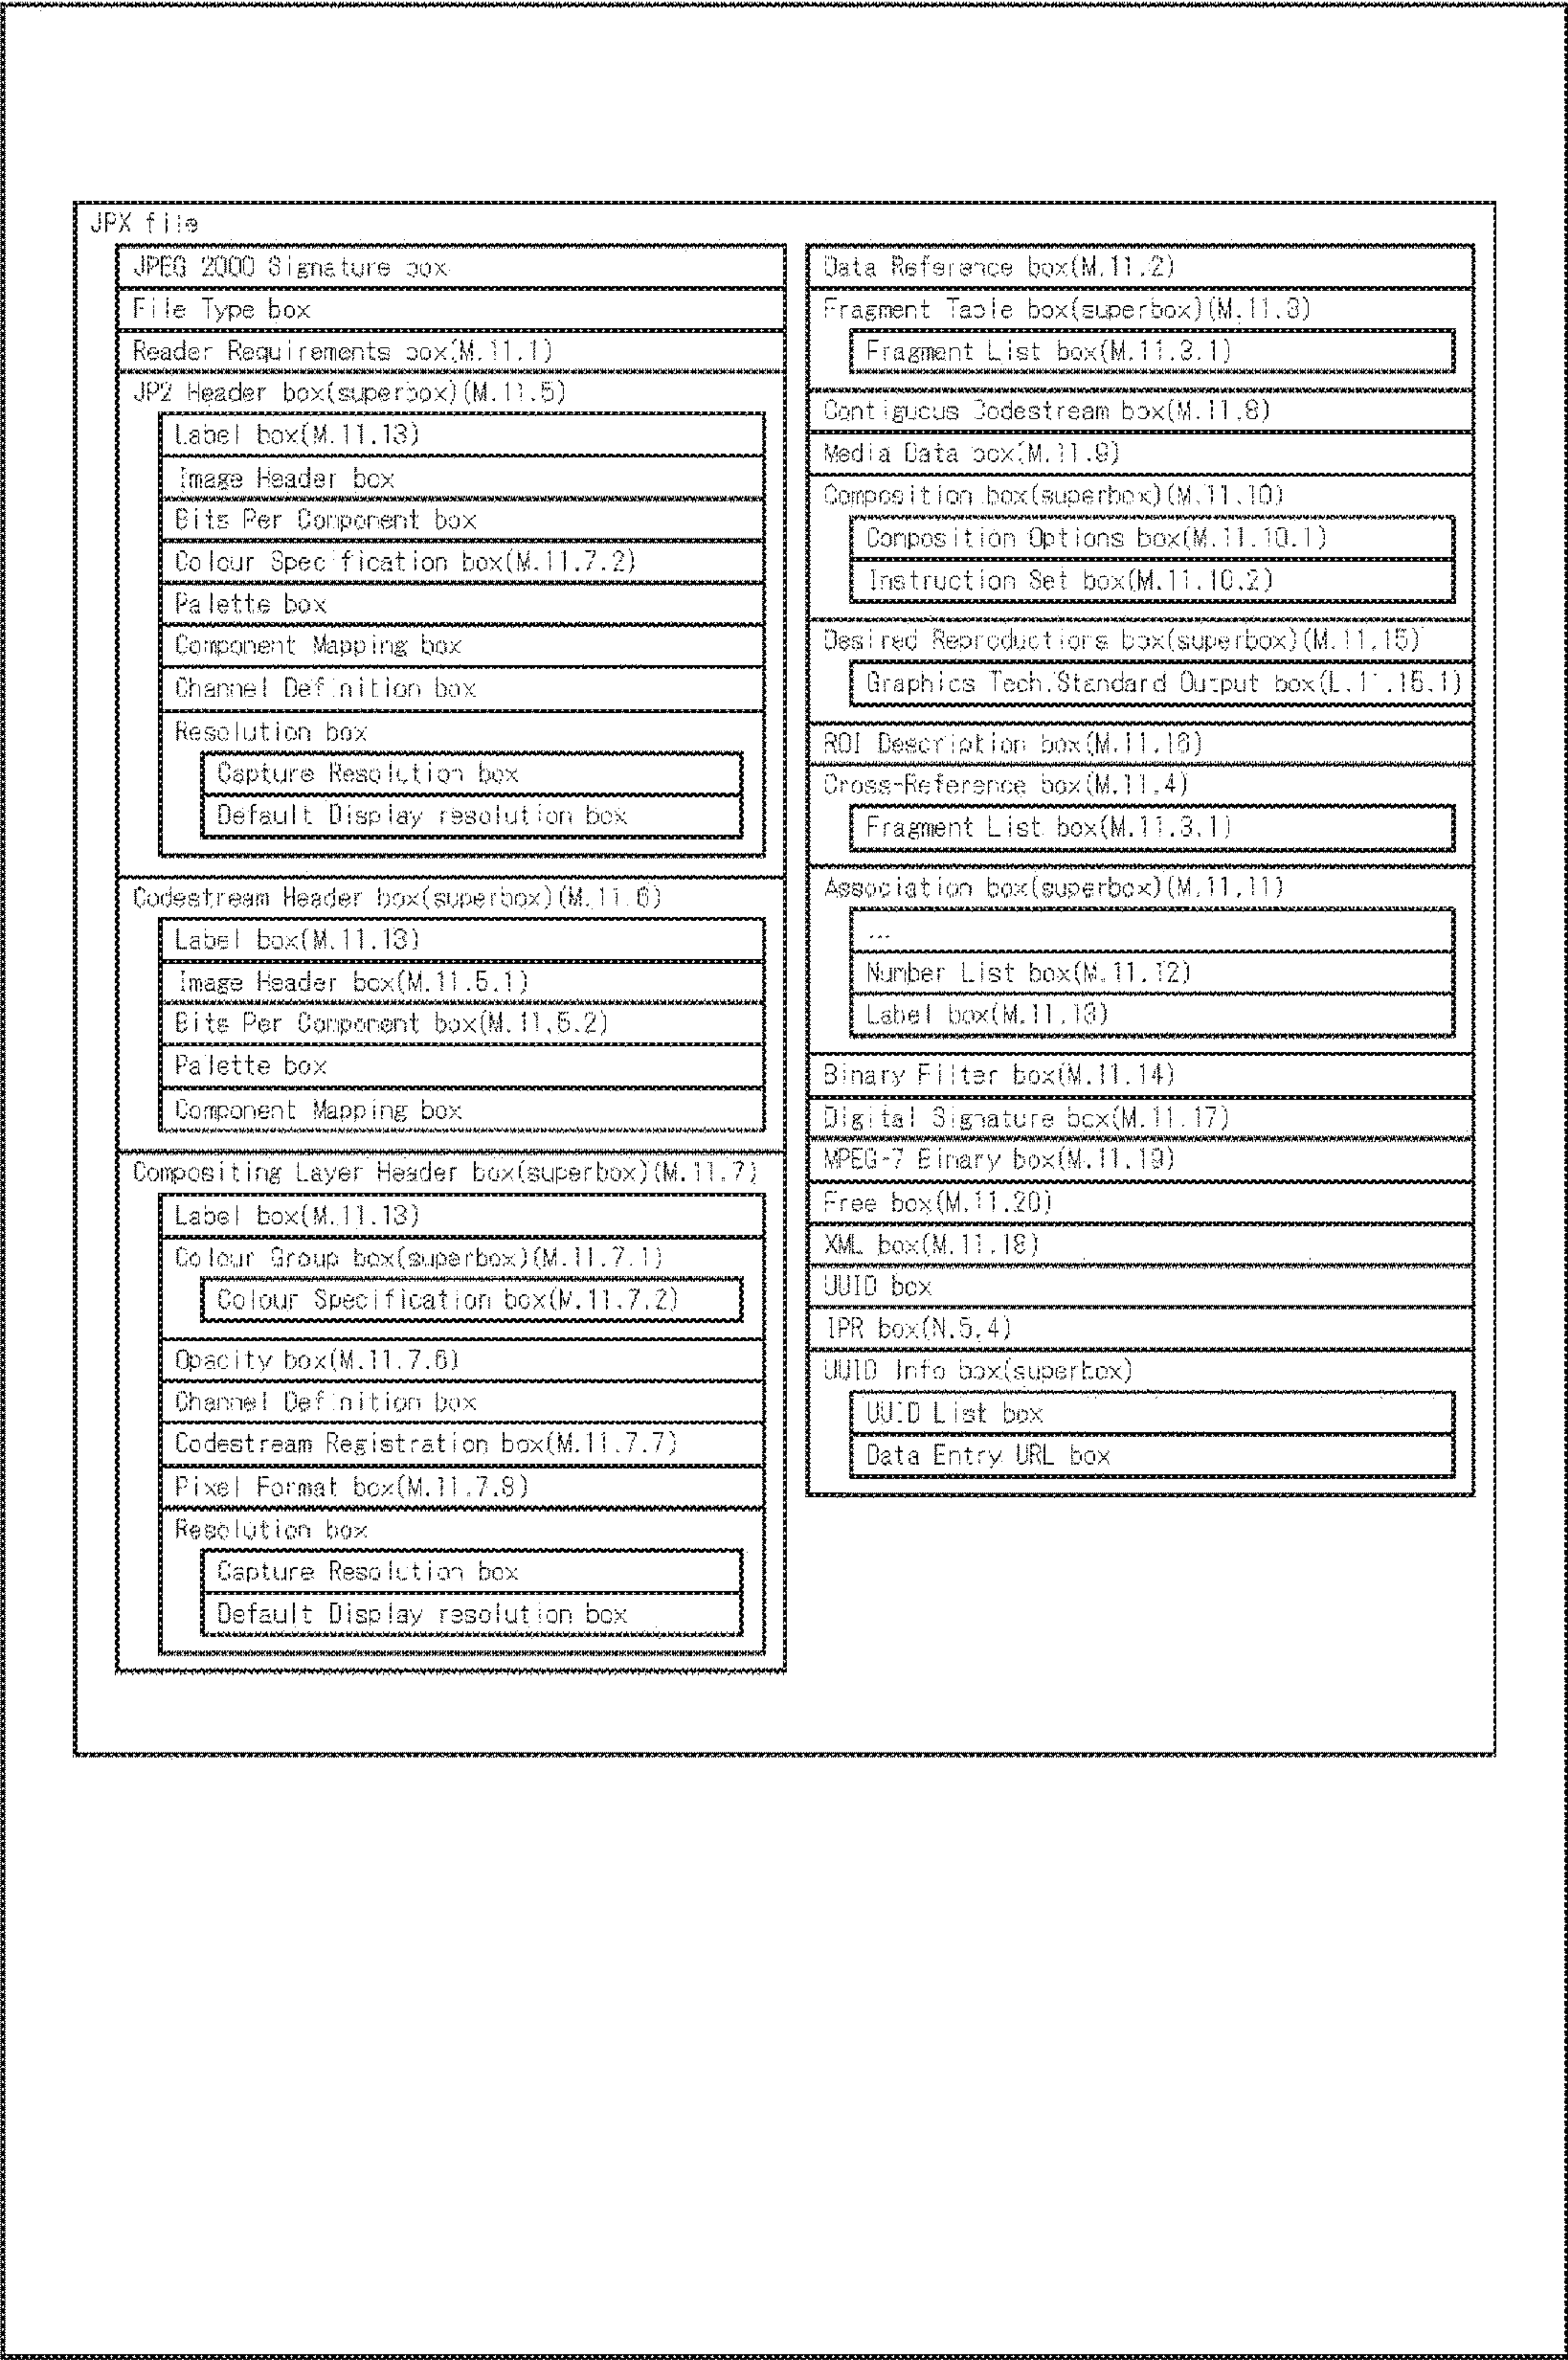 JPX file
JPEG 2000 Signature box
File Type box
Reader Requirements box(M.11.1)
JP2 Header box(superbox)(M.11.5)
Label box(M.11.13)
Image Header box
Bits Per Component box
Colour Specification box(M.11.7.2)
Palette box
Component Mapping box
Channel Definition box
Resolution box
Capture Resolution box
Default Display resolution box
Codestream Header box(superbox)(M.11.6)
Label box(M.11.13)
Image Header box(M.11.5.1)
Bits Per Component box(M.11.5.2)
Palette box
Component Mapping box
Compositing Layer Header box(superbox)(M.11.7)
Label box(M.11.13)
Colour Group box(superbox)(M.11.7.1)
Colour Specification box(M.11.7.2)
Opacity box(M.11.7.6)
Channel Definition box
Codestream Registration box(M.11.7.7)
Pixel Format box(M.11.7.8)
Resolution box
Capture Resolution box
Default Display resolution box
Data Reference box(M.11.2)
Fragment Table box(superbox)(M.11.3)
Fragment List box(M.11.3.1)
Contiguous Codestream box(M.11.8)
Media Data box(M.11.9)
Composition box(superbox)(M.11.10)
Composition Options box(M.11.10.1)
Instruction Set box(M.11.10.2)
Desired Reproductions box(superbox)(M.11.15)
Graphics Tech.Standard Output box(L.11.15.1)
ROI Description box(M.11.16)
Cross-Reference box(M.11.4)
Fragment List box(M.11.3.1)
Association box(superbox)(M.11.11)
...
Number List box(M.11.12)
Label box(M.11.13)
Binary Filter box(M.11.14)
Digital Signature box(M.11.17)
MPEG-7 Binary box(M.11.19)
Free box(M.11.20)
XML box(M.11.18)
UUID box
IPR box(N.5.4)
UUID Info box(superbox)
UUID List box
Data Entry URL box